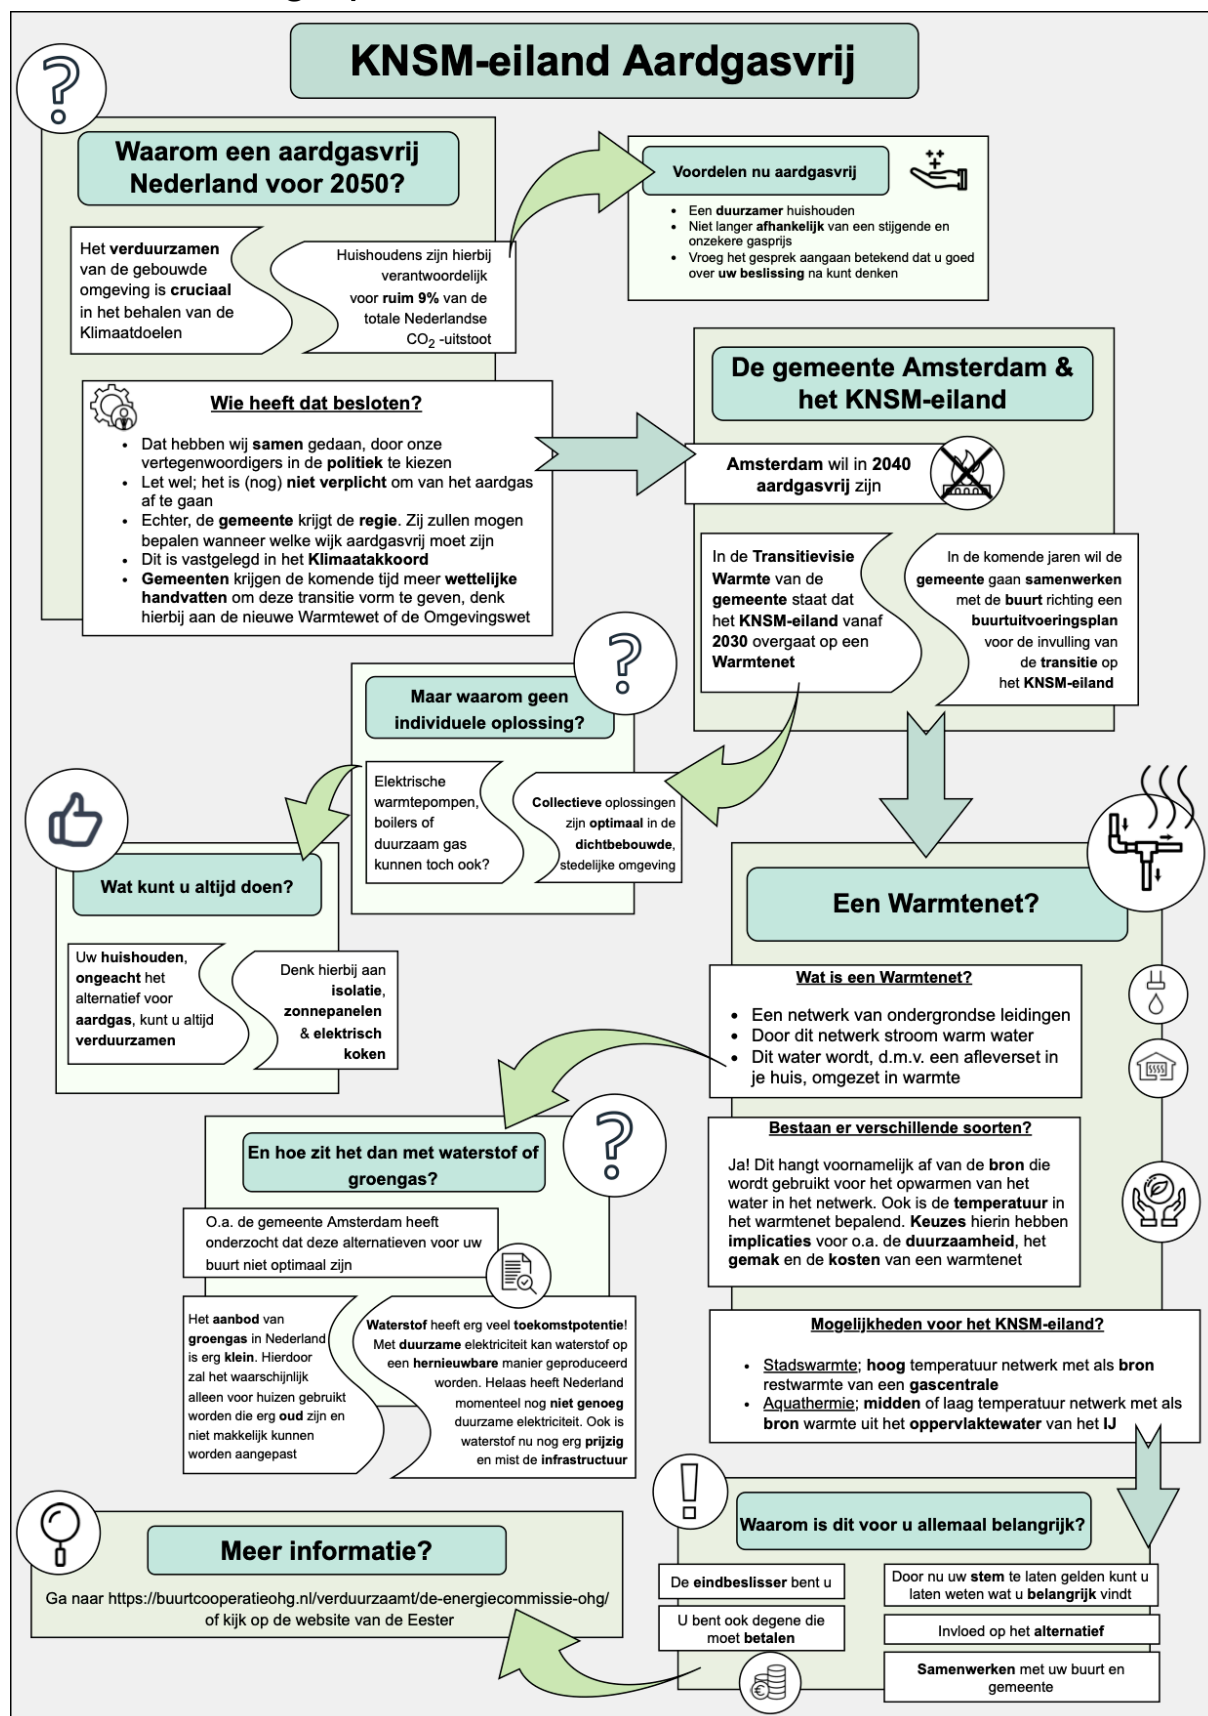 KNSM-eiland Aardgasvrij
Waarom een aardgasvrij
Nederland voor 2050?
Het verduurzamen
van de gebouwde
omgeving is cruciaal
in het behalen van de
Klimaatdoelen
Huishoudens zijn hierbij
verantwoordelijk
voor ruim 9% van de
totale Nederlandse
CO2 -uitstoot
Voordelen nu aardgasvrij
• Een duurzamer huishouden
• Niet langer afhankelijk van een stijgende en
onzekere gasprijs
• Vroeg het gesprek aangaan betekend dat u goed
over uw beslissing na kunt denken
Wie heeft dat besloten?
• Dat hebben wij samen gedaan, door onze
vertegenwoordigers in de politiek te kiezen
• Let wel; het is (nog) niet verplicht om van het aardgas
af te gaan
• Echter, de gemeente krijgt de regie. Zij zullen mogen
bepalen wanneer welke wijk aardgasvrij moet zijn
• Dit is vastgelegd in het Klimaatakkoord
• Gemeenten krijgen de komende tijd meer wettelijke
handvatten om deze transitie vorm te geven, denk
hierbij aan de nieuwe Warmtewet of de Omgevingswet
De gemeente Amsterdam &
het KNSM-eiland
Amsterdam wil in 2040
aardgasvrij zijn
In de Transitievisie
Warmte van de
gemeente staat dat
het KNSM-eiland vanaf
2030 overgaat op een
Warmtenet
In de komende jaren wil de
gemeente gaan samenwerken
met de buurt richting een
buurtuitvoeringsplan
voor de invulling van
de transitie op
het KNSM-eiland
Maar waarom geen
individuele oplossing?
Elektrische
warmtepompen,
boilers of
duurzaam gas
kunnen toch ook?
Collectieve oplossingen
zijn optimaal in de
dichtbebouwde,
stedelijke omgeving
Wat kunt u altijd doen?
Uw huishouden,
ongeacht het
alternatief voor
aardgas, kunt u altijd
verduurzamen
Denk hierbij aan
isolatie,
zonnepanelen
& elektrisch
koken
Een Warmtenet?
Wat is een Warmtenet?
• Een netwerk van ondergrondse leidingen
• Door dit netwerk stroom warm water
• Dit water wordt, d.m.v. een afleverset in
je huis, omgezet in warmte
Bestaan er verschillende soorten?
Ja! Dit hangt voornamelijk af van de bron die
wordt gebruikt voor het opwarmen van het
water in het netwerk. Ook is de temperatuur in
het warmtenet bepalend. Keuzes hierin hebben
implicaties voor o.a. de duurzaamheid, het
gemak en de kosten van een warmtenet
Mogelijkheden voor het KNSM-eiland?
• Stadswarmte; hoog temperatuur netwerk met als bron
restwarmte van een gascentrale
• Aquathermie; midden of laag temperatuur netwerk met als
bron warmte uit het oppervlaktewater van het IJ
En hoe zit het dan met waterstof of
groengas?
O.a. de gemeente Amsterdam heeft
onderzocht dat deze alternatieven voor uw
buurt niet optimaal zijn
Het aanbod van
groengas in Nederland
is erg klein. Hierdoor
zal het waarschijnlijk
alleen voor huizen gebruikt
worden die erg oud zijn en
niet makkelijk kunnen
worden aangepast
Waterstof heeft erg veel toekomstpotentie!
Met duurzame elektriciteit kan waterstof op
een hernieuwbare manier geproduceerd
worden. Helaas heeft Nederland
momenteel nog niet genoeg
duurzame elektriciteit. Ook is
waterstof nu nog erg prijzig
en mist de infrastructuur
Waarom is dit voor u allemaal belangrijk?
De eindbeslisser bent u
U bent ook degene die
moet betalen
Door nu uw stem te laten gelden kunt u
laten weten wat u belangrijk vindt
Invloed op het alternatief
Samenwerken met uw buurt en
gemeente
Meer informatie?
Ga naar https://buurtcooperatieohg.nl/verduurzaamt/de-energiecommissie-ohg/
of kijk op de website van de Eester